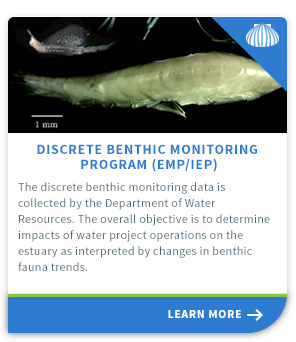 1 mm
DISCRETE BENTHIC MONITORING
PROGRAM (EMP/IEP)
The discrete benthic monitoring data is
collected by the Department of Water
Resources. The overall objective is to determine
impacts of water project operations on the
estuary as interpreted by changes in benthic
fauna trends.
LEARN MORE